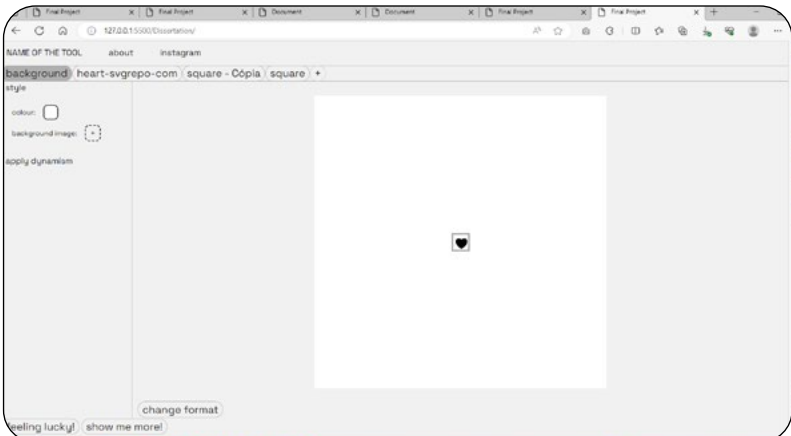 Final Project Final Project Document Document Final Project Final Project
127.0.0.1:5500/Dissertation/
NAME OF THE TOOL about instagram
background heart-svgrepo-com square - Cópia square +
style
colour:
background image: +
apply dynamism
change format
feeling lucky! show me more!